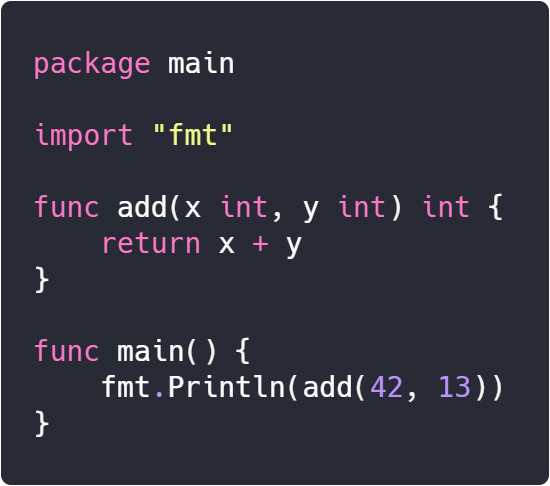 package main

import "fmt"

func add(x int, y int) int {
    return x + y
}

func main() {
    fmt.Println(add(42, 13))
}